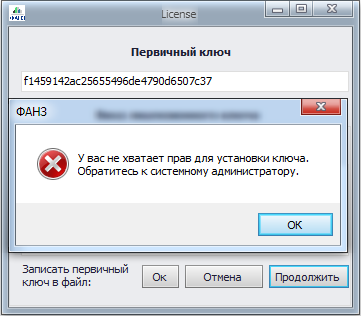 License
Первичный ключ
f1459142ac25655496de4790d6507c37
ФАНЗ
У вас не хватает прав для установки ключа.
Обратитесь к системному администратору.
OK
Записать первичный
ключ в файл:
Ок
Отмена
Продолжить